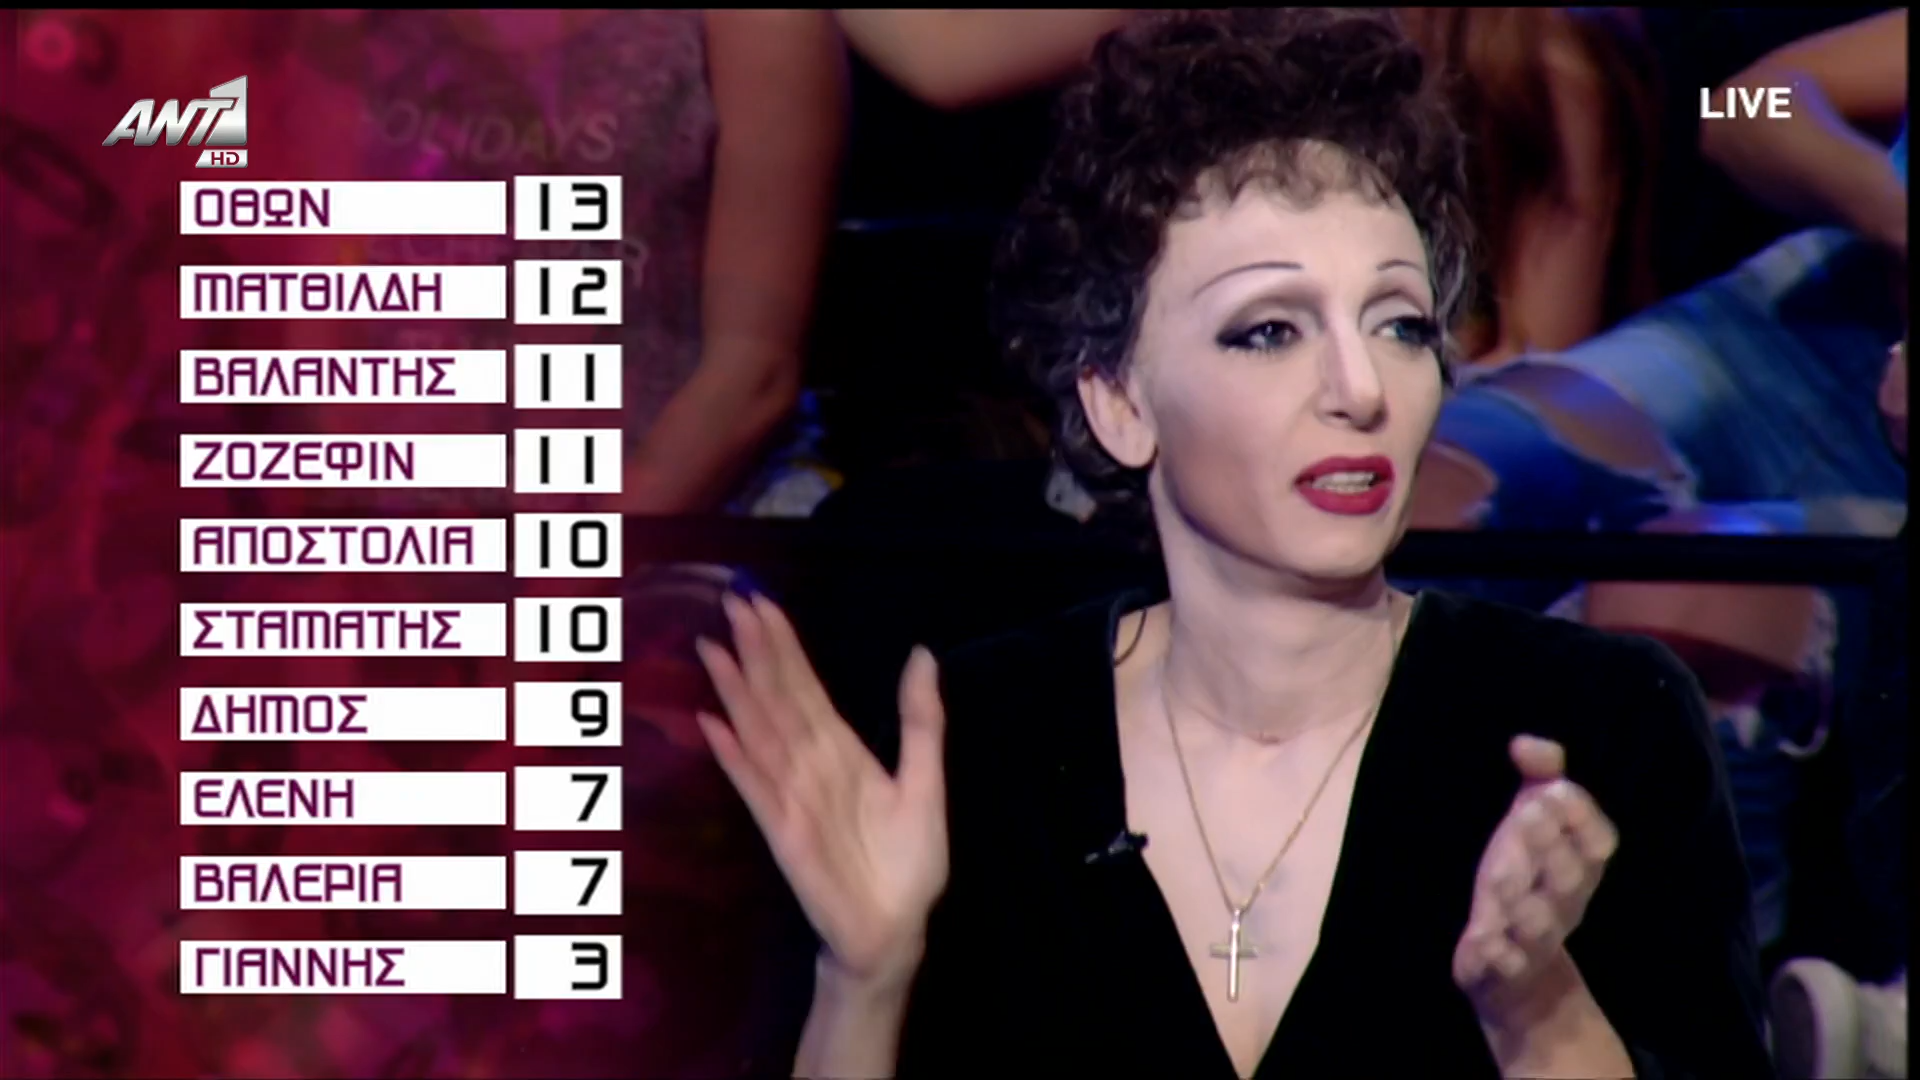 ANT1
HD
LIVE
HOLIDAYS
ΟΘΩΝ 13
ΜΑΤΘΙΛΔΗ 12
ΒΑΛΑΝΤΗΣ 11
ΖΟΖΕΦΙΝ 11
ΑΠΟΣΤΟΛΙΑ 10
ΣΤΑΜΑΤΗΣ 10
ΔΗΜΟΣ 9
ΕΛΕΝΗ 7
ΒΑΛΕΡΙΑ 7
ΓΙΑΝΝΗΣ 3